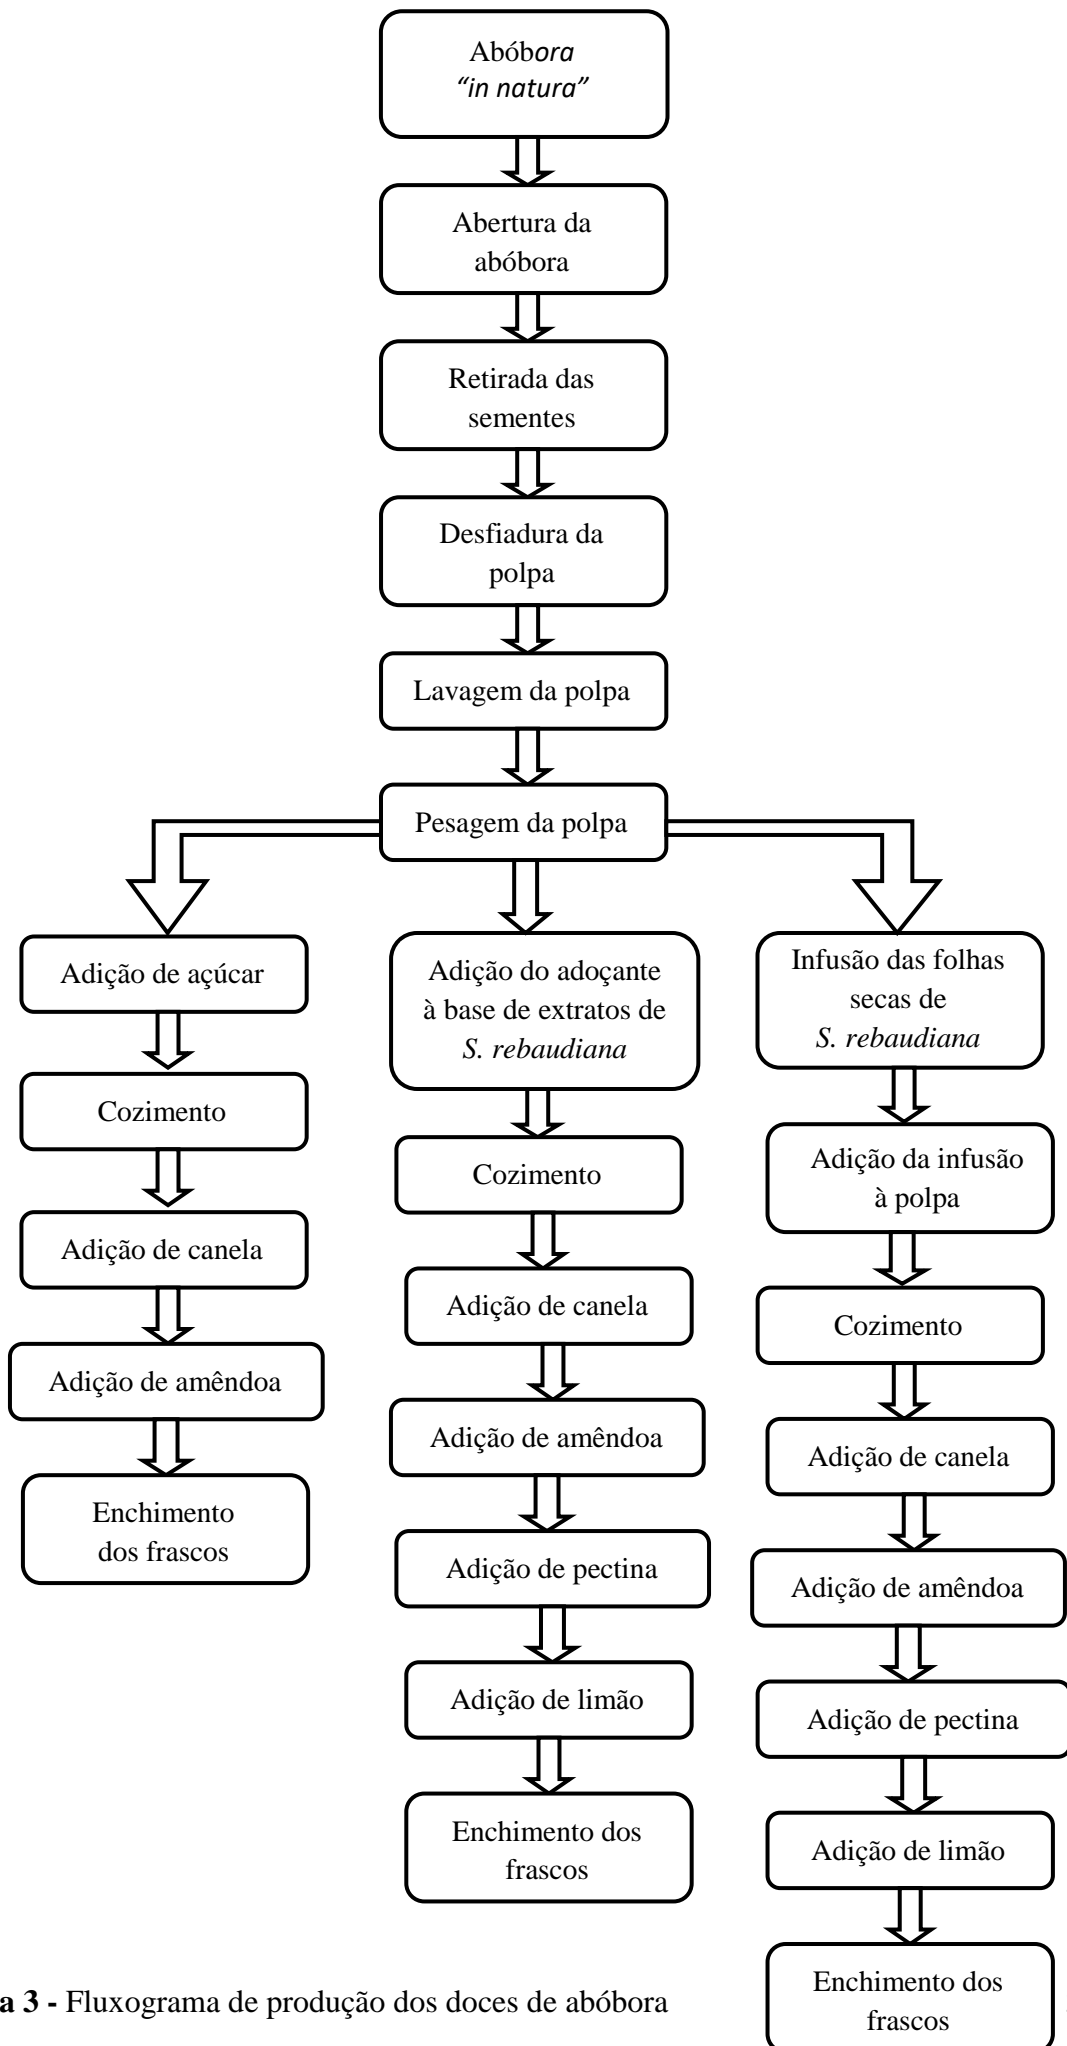 Abóbora
“in natura”
Abertura da
abóbora
Retirada das
sementes
Desfiadura da
polpa
Lavagem da polpa
Pesagem da polpa
Adição de açúcar
Cozimento
Adição de canela
Adição de amêndoa
Enchimento
dos frascos
Adição do adoçante
à base de extratos de
S. rebaudiana
Cozimento
Adição de canela
Adição de amêndoa
Adição de pectina
Adição de limão
Enchimento dos
frascos
Infusão das folhas
secas de
S. rebaudiana
Adição da infusão
à polpa
Cozimento
Adição de canela
Adição de amêndoa
Adição de pectina
Adição de limão
Enchimento dos
frascos
a 3 - Fluxograma de produção dos doces de abóbora